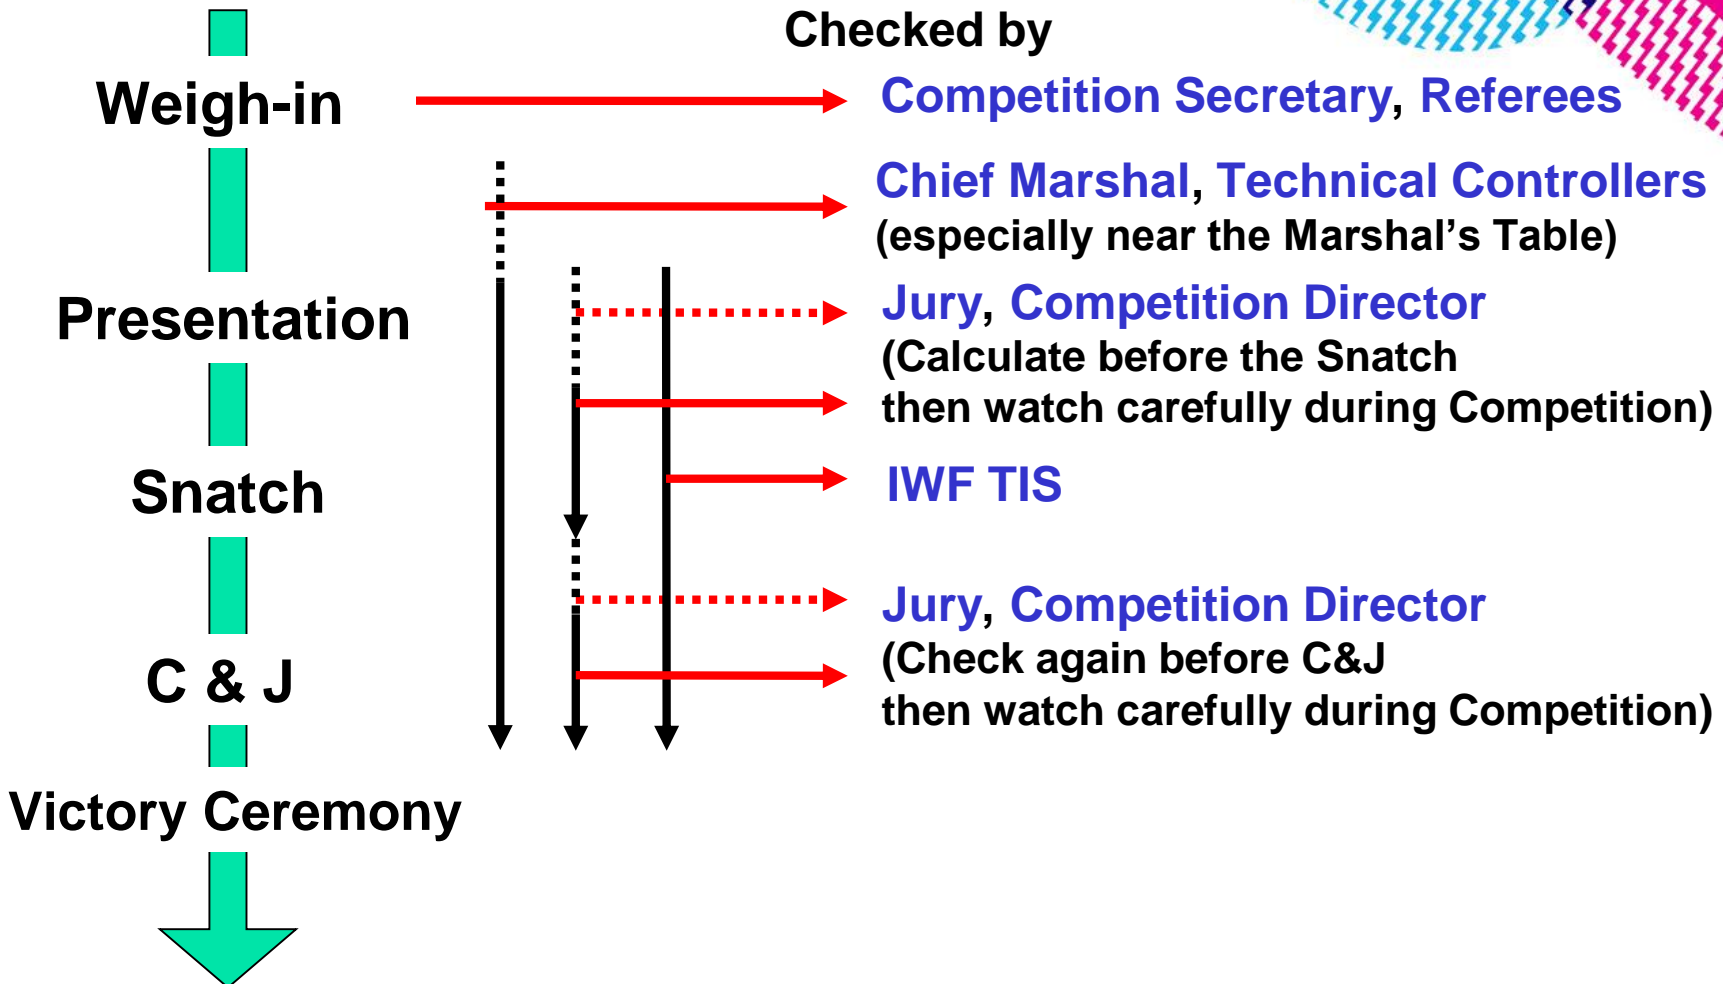 Checked by
Weigh-in
Competition Secretary, Referees
Chief Marshal, Technical Controllers
(especially near the Marshal's Table)
Presentation
Jury, Competition Director
(Calculate before the Snatch
then watch carefully during Competition)
Snatch
IWF TIS
Jury, Competition Director
(Check again before C&J
then watch carefully during Competition)
C & J
Victory Ceremony